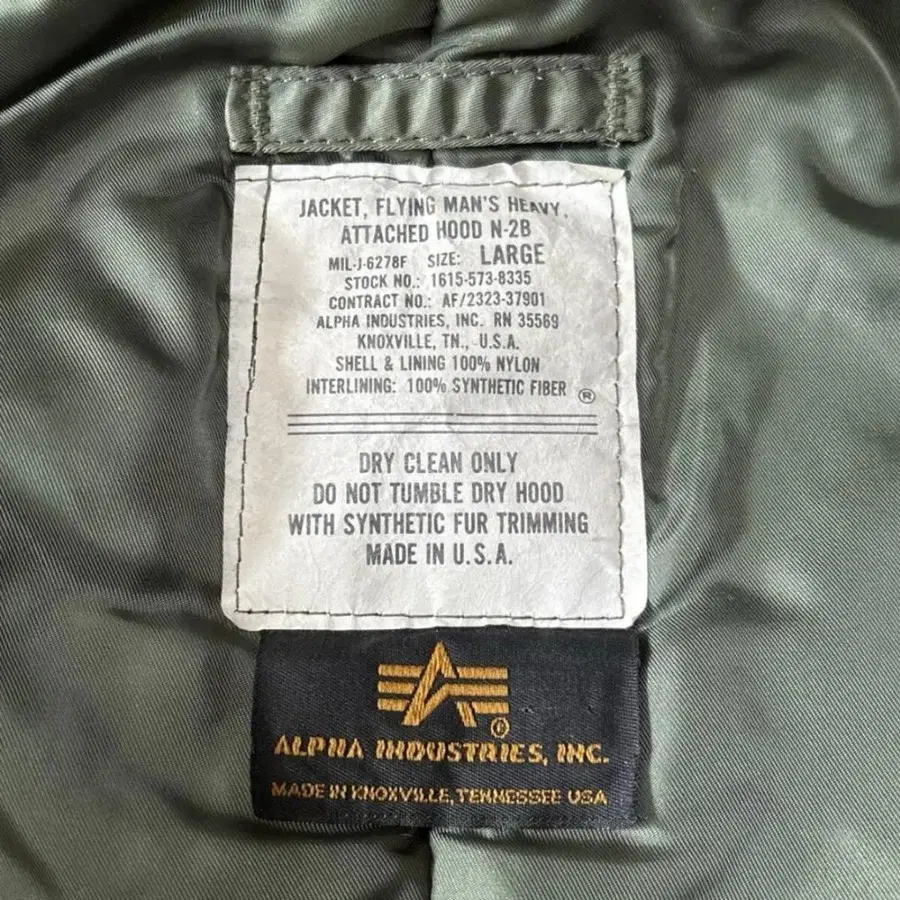 JACKET, FLYING MAN'S HEAVY,
ATTACHED HOOD N-2B
MIL-J-6278F SIZE: LARGE
STOCK NO.: 1615-573-8335
CONTRACT NO.: AF/2323-37901
ALPHA INDUSTRIES, INC. RN 35569
KNOXVILLE, TN., U.S.A.
SHELL & LINING 100% NYLON
INTERLINING: 100% SYNTHETIC FIBER ®
DRY CLEAN ONLY
DO NOT TUMBLE DRY HOOD
WITH SYNTHETIC FUR TRIMMING
MADE IN U.S.A.
©
ALPHA INDUSTRIES, INC.
MADE IN KNOXVILLE, TENNESSEE USA